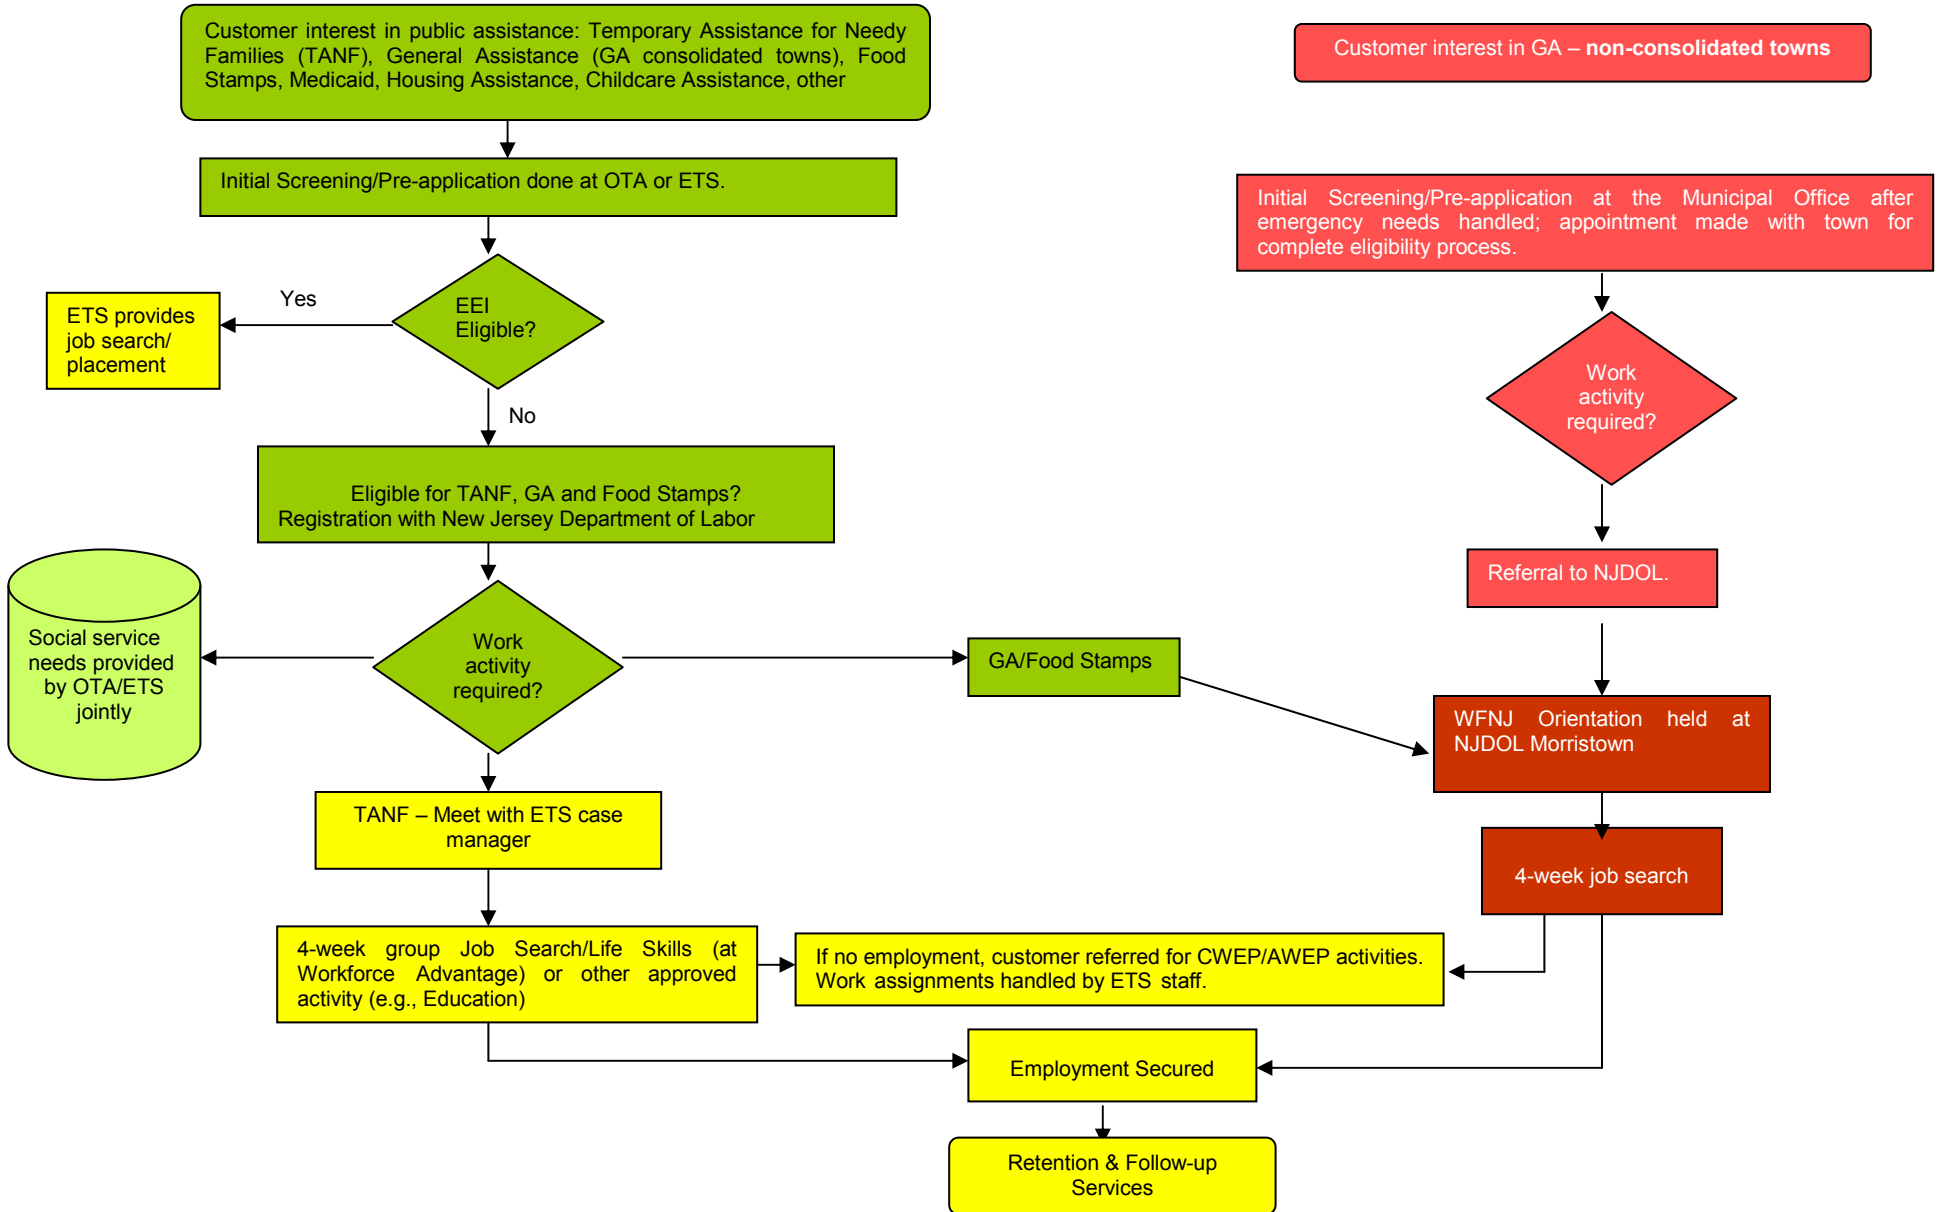 Customer interest in public assistance: Temporary Assistance for Needy
Families (TANF), General Assistance (GA consolidated towns), Food
Stamps, Medicaid, Housing Assistance, Childcare Assistance, other
Customer interest in GA – non-consolidated towns
Initial Screening/Pre-application done at OTA or ETS.
Initial Screening/Pre-application at the Municipal Office after
emergency needs handled; appointment made with town for
complete eligibility process.
EEI
Eligible?
Yes
ETS provides
job search/
placement
No
Work
activity
required?
Eligible for TANF, GA and Food Stamps?
Registration with New Jersey Department of Labor
Referral to NJDOL.
Social service
needs provided
by OTA/ETS
jointly
Work
activity
required?
GA/Food Stamps
WFNJ Orientation held at
NJDOL Morristown
TANF – Meet with ETS case
manager
4-week job search
4-week group Job Search/Life Skills (at
Workforce Advantage) or other approved
activity (e.g., Education)
If no employment, customer referred for CWEP/AWEP activities.
Work assignments handled by ETS staff.
Employment Secured
Retention & Follow-up
Services